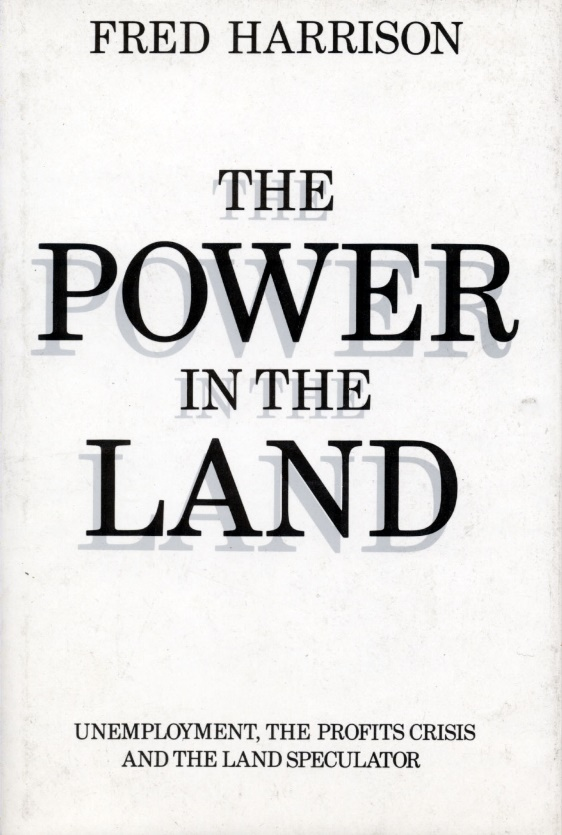 FRED HARRISON
THE
POWER
IN THE
LAND
UNEMPLOYMENT, THE PROFITS CRISIS
AND THE LAND SPECULATOR